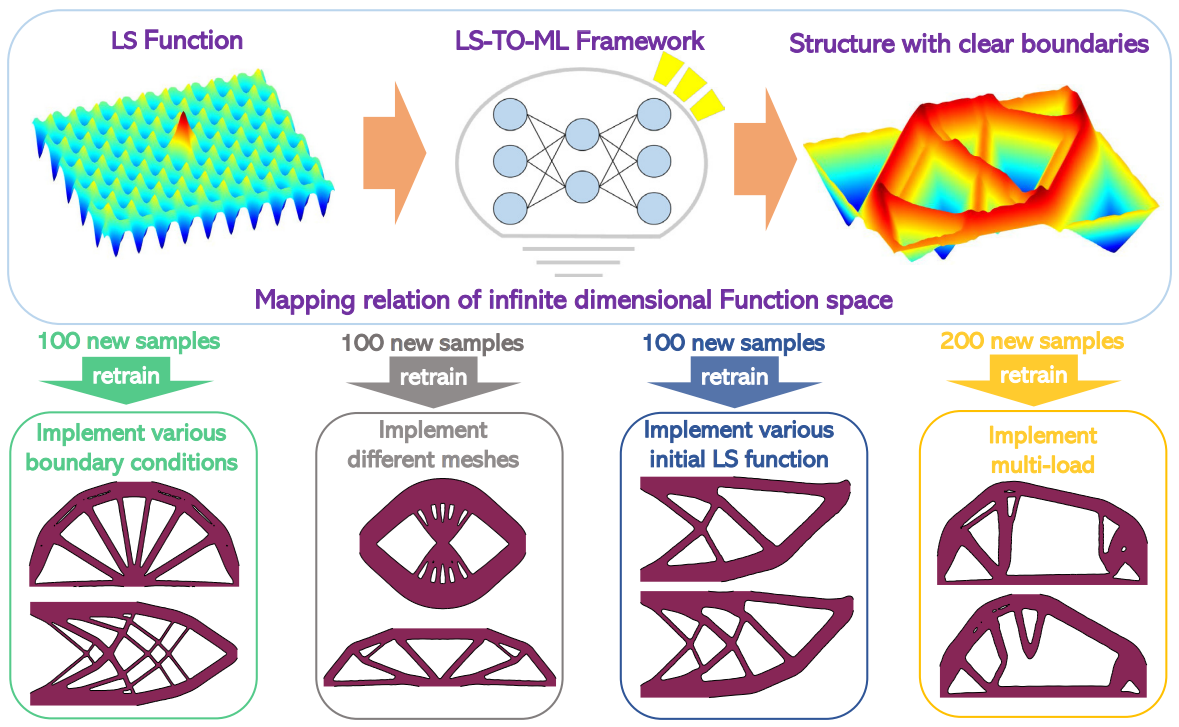 LS Function
LS-TO-ML Framework
Structure with clear boundaries
Mapping relation of infinite dimensional Function space
100 new samples
retrain
Implement various
boundary conditions
100 new samples
retrain
Implement
different meshes
100 new samples
retrain
Implement various
initial LS function
200 new samples
retrain
Implement
multi-load